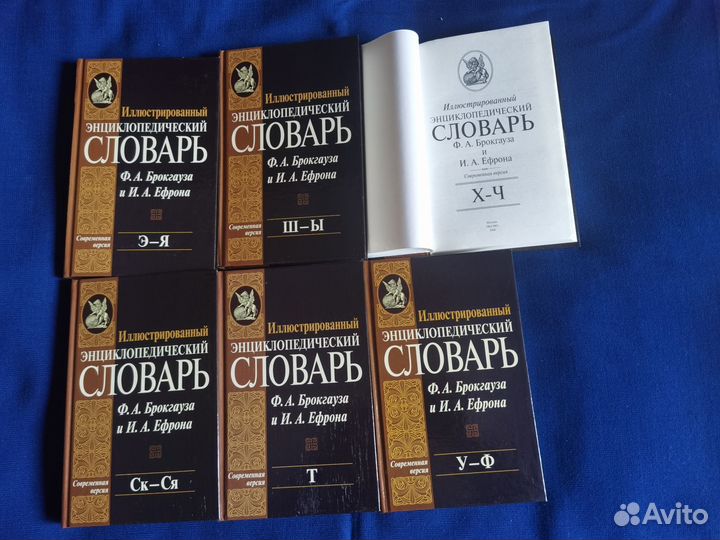 Иллюстрированный
ЭНЦИКЛОПЕДИЧЕСКИЙ
СЛОВАРЬ
Ф. А. Брокгауза
и И. А. Ефрона
Современная
версия
Э–Я
Иллюстрированный
ЭНЦИКЛОПЕДИЧЕСКИЙ
СЛОВАРЬ
Ф. А. Брокгауза
и И. А. Ефрона
Современная
версия
Ш–Ы
Иллюстрированный
ЭНЦИКЛОПЕДИЧЕСКИЙ
СЛОВАРЬ
Ф. А. Брокгауза
и
И. А. Ефрона
Современная версия
Х-Ч
Иллюстрированный
ЭНЦИКЛОПЕДИЧЕСКИЙ
СЛОВАРЬ
Ф. А. Брокгауза
и И. А. Ефрона
Современная
версия
Ск–Ся
Иллюстрированный
ЭНЦИКЛОПЕДИЧЕСКИЙ
СЛОВАРЬ
Ф. А. Брокгауза
и И. А. Ефрона
Современная
версия
Т
Иллюстрированный
ЭНЦИКЛОПЕДИЧЕСКИЙ
СЛОВАРЬ
Ф. А. Брокгауза
и И. А. Ефрона
Современная
версия
У–Ф
Avito